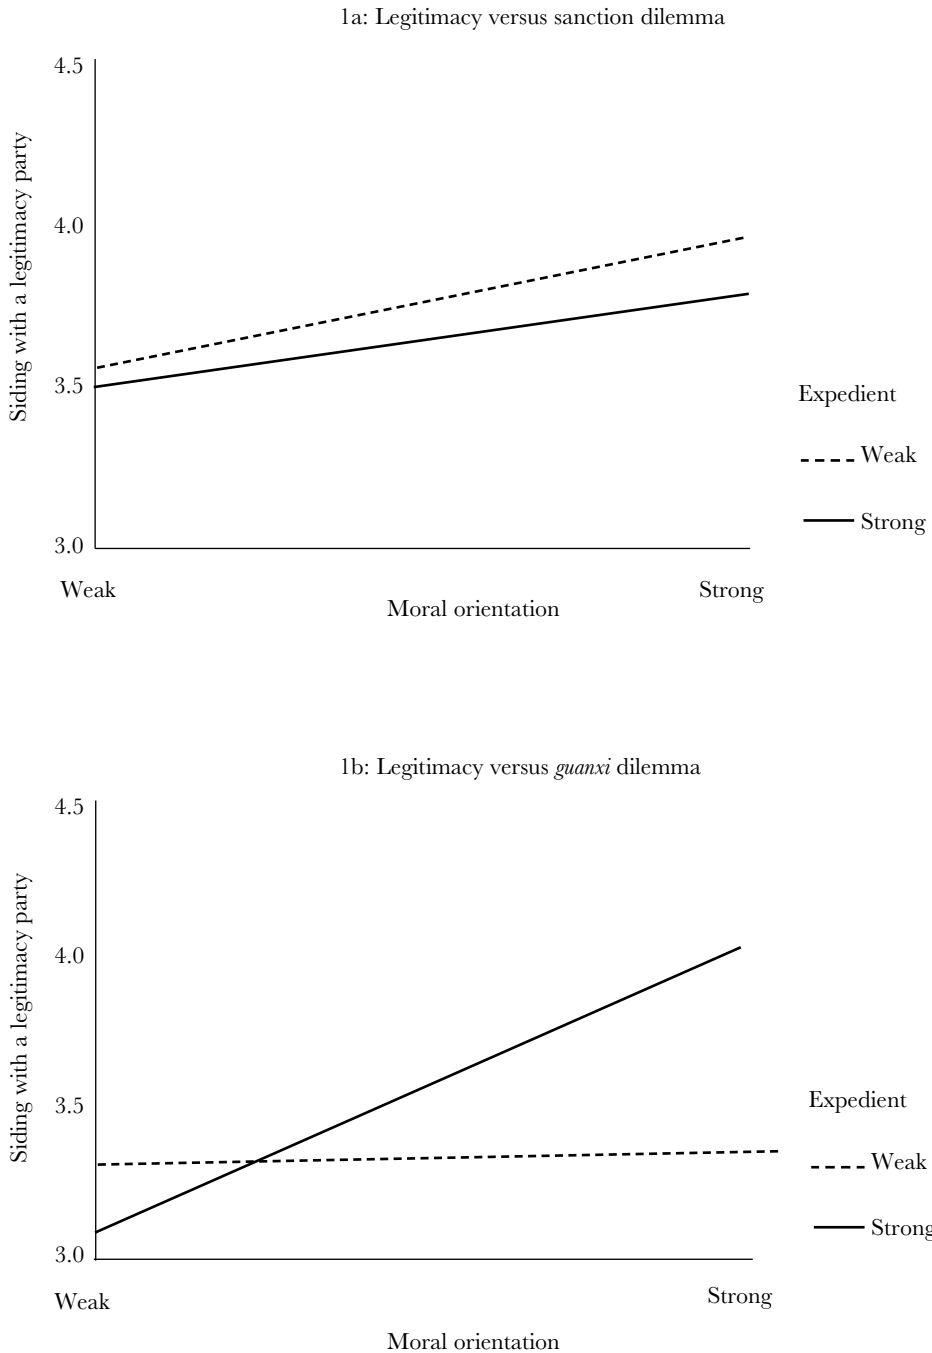 1a: Legitimacy versus sanction dilemma
4.5
4.0
3.5
3.0
Siding with a legitimacy party
Weak
Strong
Moral orientation
Expedient
Weak
Strong
1b: Legitimacy versus guanxi dilemma
4.5
4.0
3.5
3.0
Siding with a legitimacy party
Weak
Strong
Moral orientation
Expedient
Weak
Strong